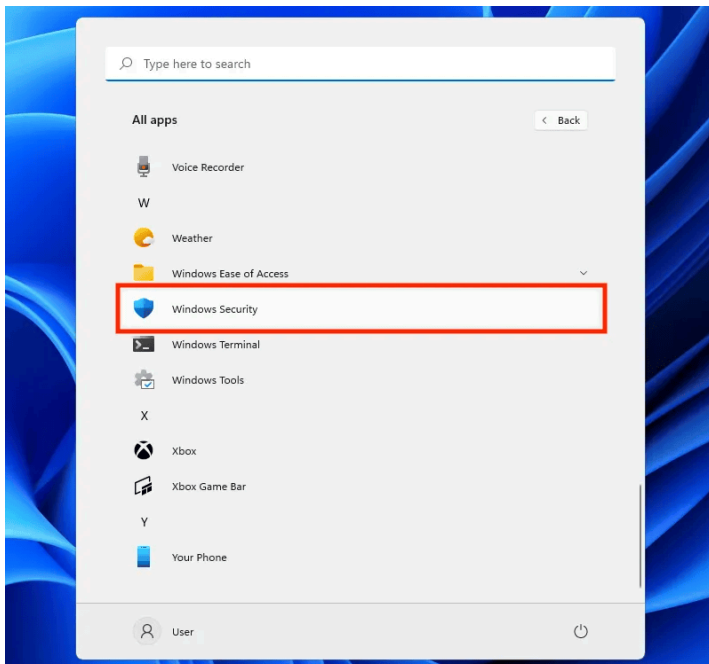 Type here to search
All apps
< Back
Voice Recorder
W
Weather
Windows Ease of Access
Windows Security
Windows Terminal
Windows Tools
X
Xbox
Xbox Game Bar
Y
Your Phone
User